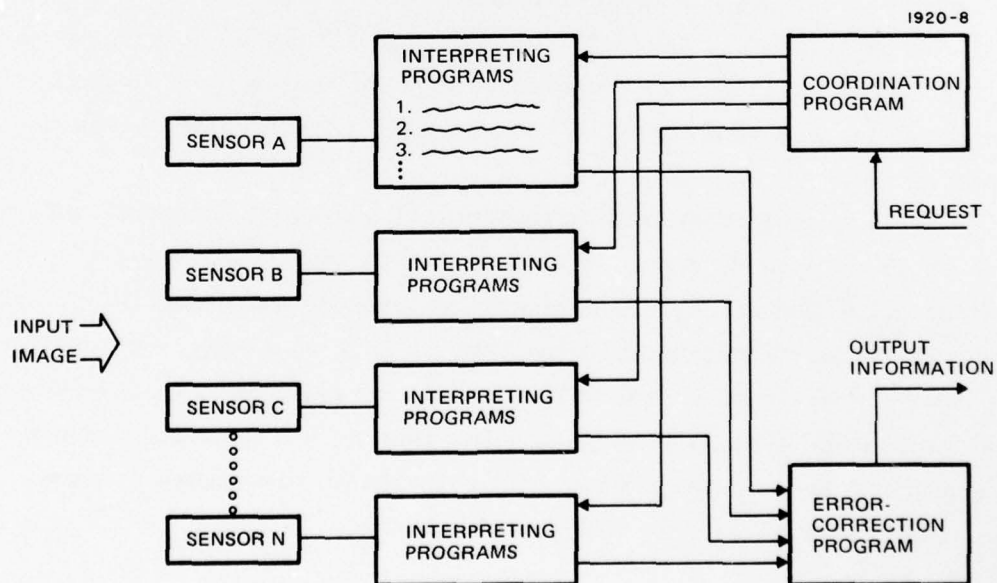 1920-8
INTERPRETING
PROGRAMS
1.
2.
3.
COORDINATION
PROGRAM
SENSOR A
REQUEST
SENSOR B
INTERPRETING
PROGRAMS
INPUT
IMAGE
OUTPUT
INFORMATION
SENSOR C
INTERPRETING
PROGRAMS
SENSOR N
INTERPRETING
PROGRAMS
ERROR-
CORRECTION
PROGRAM